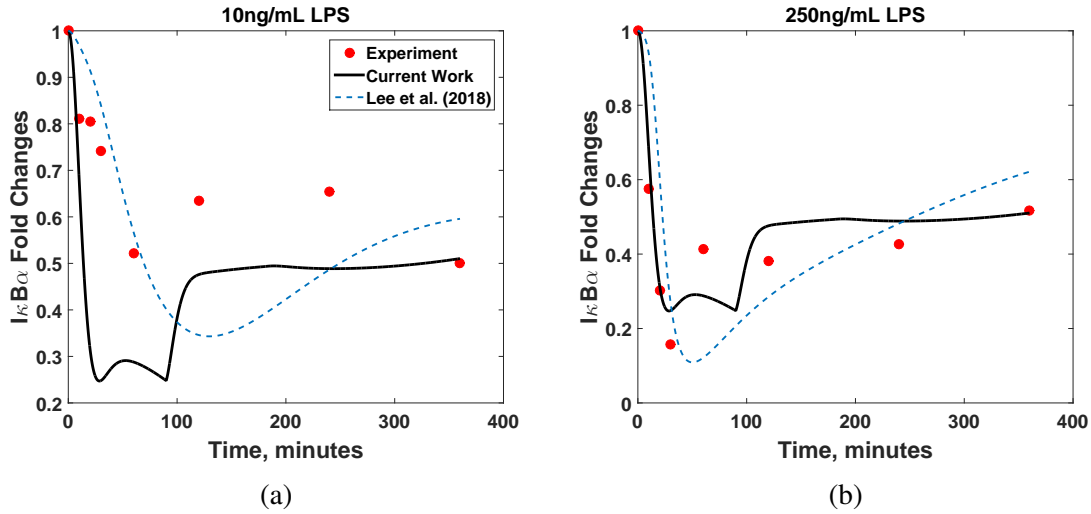 10ng/mL LPS
1
0.9
0.8
0.7
0.6
0.5
0.4
0.3
0.2
IκBα Fold Changes
0
100
200
300
400
Time, minutes
Experiment
Current Work
Lee et al. (2018)
(a)
250ng/mL LPS
1
0.8
0.6
0.4
0.2
0
IκBα Fold Changes
0
100
200
300
400
Time, minutes
(b)